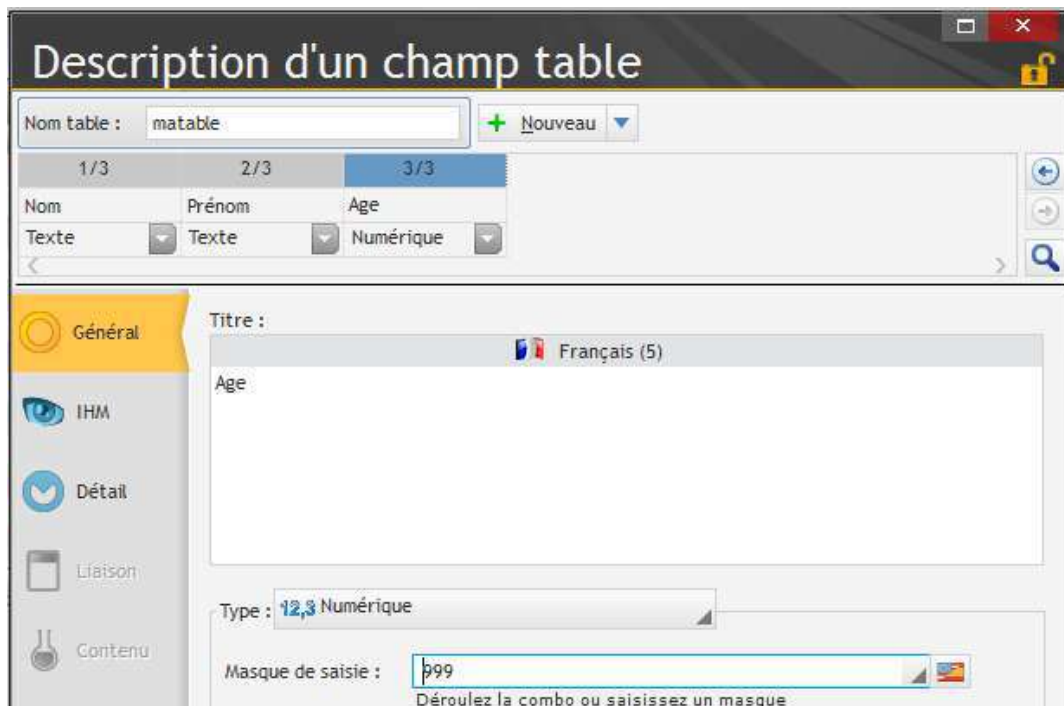 Description d'un champ table
Nom table : matable + Nouveau
1/3 2/3 3/3
Nom Prénom Age
Texte Texte Numérique
Général
Titre :
Français (5)
Age
IHM
Détail
Liaison
Contenu
Type : 12,3 Numérique
Masque de saisie : 999
Déroulez la combo ou saisissez un masque